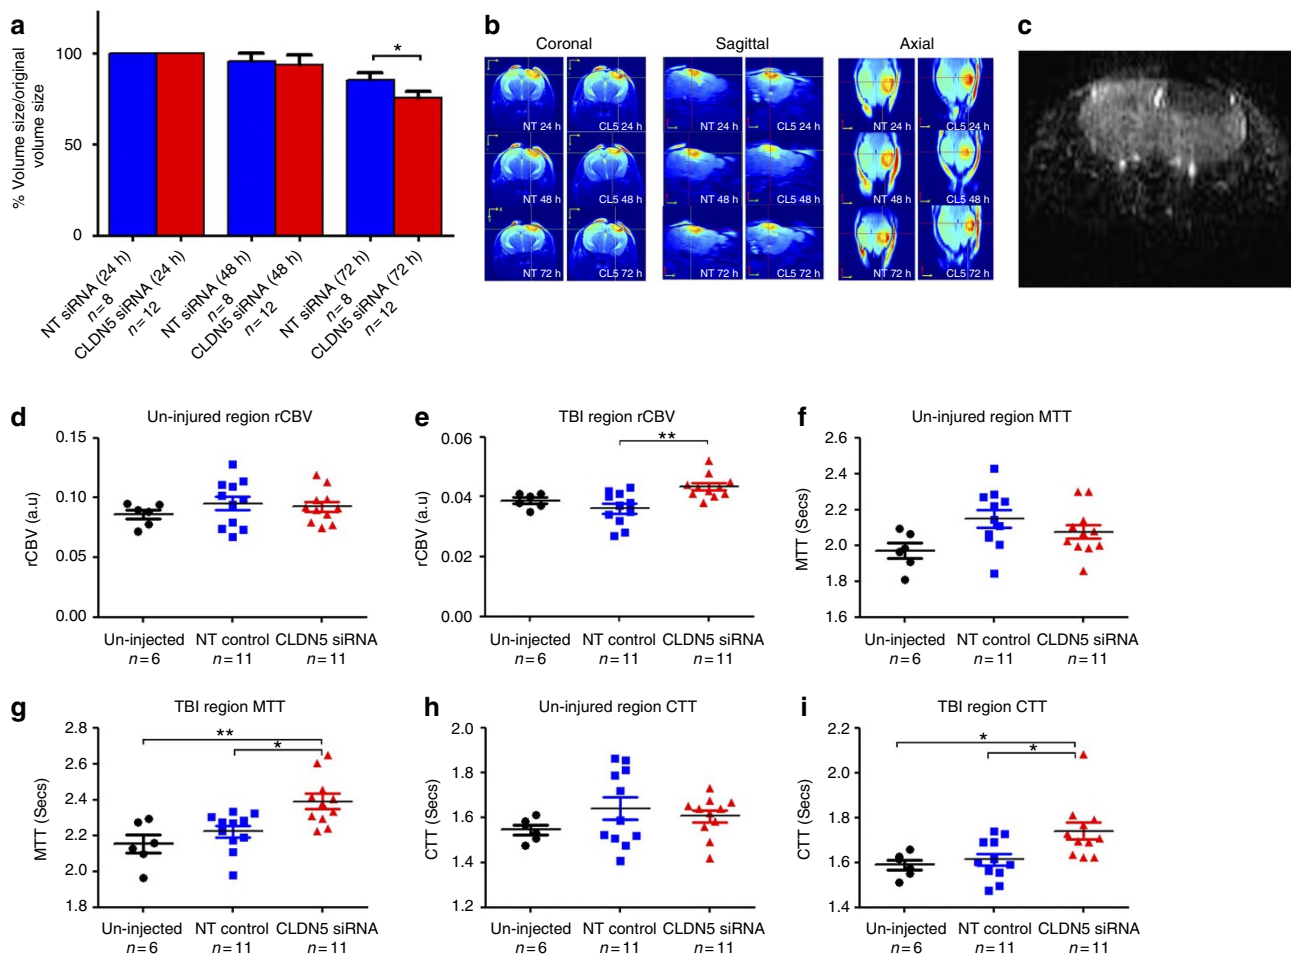 a
% Volume size/original
volume size
100
50
0
*
NT siRNA (24 h)
n = 8
CLDN5 siRNA (24 h)
n = 12
NT siRNA (48 h)
n = 8
CLDN5 siRNA (48 h)
n = 12
NT siRNA (72 h)
n = 8
CLDN5 siRNA (72 h)
n = 12
b
Coronal Sagittal Axial
NT 24 h CL5 24 h NT 24 h CL5 24 h NT 24 h CL5 24 h
NT 48 h CL5 48 h NT 48 h CL5 48 h NT 48 h CL5 48 h
NT 72 h CL5 72 h NT 72 h CL5 72 h NT 72 h CL5 72 h
c
d
Un-injured region rCBV
rCBV (a.u)
0.15
0.10
0.05
0.00
Un-injected NT control CLDN5 siRNA
n = 6 n = 11 n = 11
e
TBI region rCBV
rCBV (a.u)
0.06
0.04
0.02
0.00
**
Un-injected NT control CLDN5 siRNA
n = 6 n = 11 n = 11
f
Un-injured region MTT
MTT (Secs)
2.6
2.4
2.2
2.0
1.8
1.6
Un-injected NT control CLDN5 siRNA
n = 6 n = 11 n = 11
g
TBI region MTT
MTT (Secs)
2.8
2.6
2.4
2.2
2.0
1.8
**
*
Un-injected NT control CLDN5 siRNA
n = 6 n = 11 n = 11
h
Un-injured region CTT
CTT (Secs)
2.0
1.8
1.6
1.4
1.2
Un-injected NT control CLDN5 siRNA
n = 6 n = 11 n = 11
i
TBI region CTT
CTT (Secs)
2.2
2.0
1.8
1.6
1.4
*
*
Un-injected NT control CLDN5 siRNA
n = 6 n = 11 n = 11